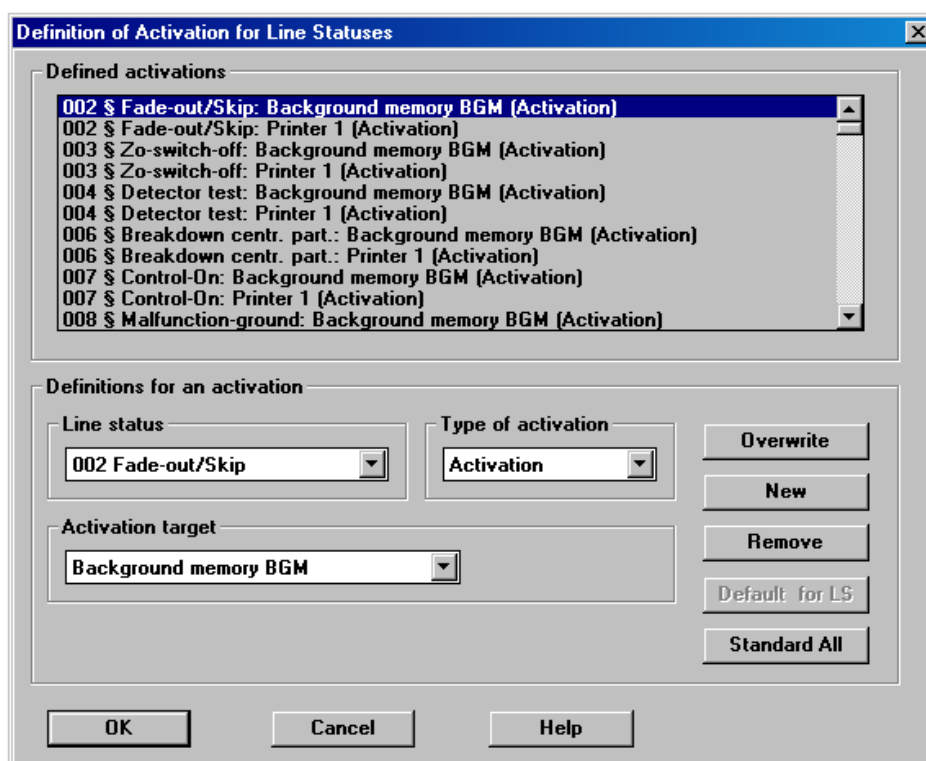 Definition of Activation for Line Statuses
Defined activations
002 § Fade-out/Skip: Background memory BGM (Activation)
002 § Fade-out/Skip: Printer 1 (Activation)
003 § Zo-switch-off: Background memory BGM (Activation)
003 § Zo-switch-off: Printer 1 (Activation)
004 § Detector test: Background memory BGM (Activation)
004 § Detector test: Printer 1 (Activation)
006 § Breakdown centr. part.: Background memory BGM (Activation)
006 § Breakdown centr. part.: Printer 1 (Activation)
007 § Control-On: Background memory BGM (Activation)
007 § Control-On: Printer 1 (Activation)
008 § Malfunction-ground: Background memory BGM (Activation)
Definitions for an activation
Line status
002 Fade-out/Skip
Type of activation
Activation
Activation target
Background memory BGM
Overwrite
New
Remove
Default for LS
Standard All
OK
Cancel
Help